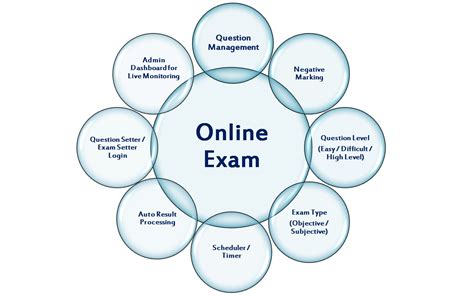 Question
Management
Negative
Marking
Question Level
(Easy / Difficult /
High Level)
Exam Type
(Objective /
Subjective)
Scheduler /
Timer
Auto Result
Processing
Question Setter /
Exam Setter
Login
Admin
Dashboard for
Live Monitoring
Online
Exam